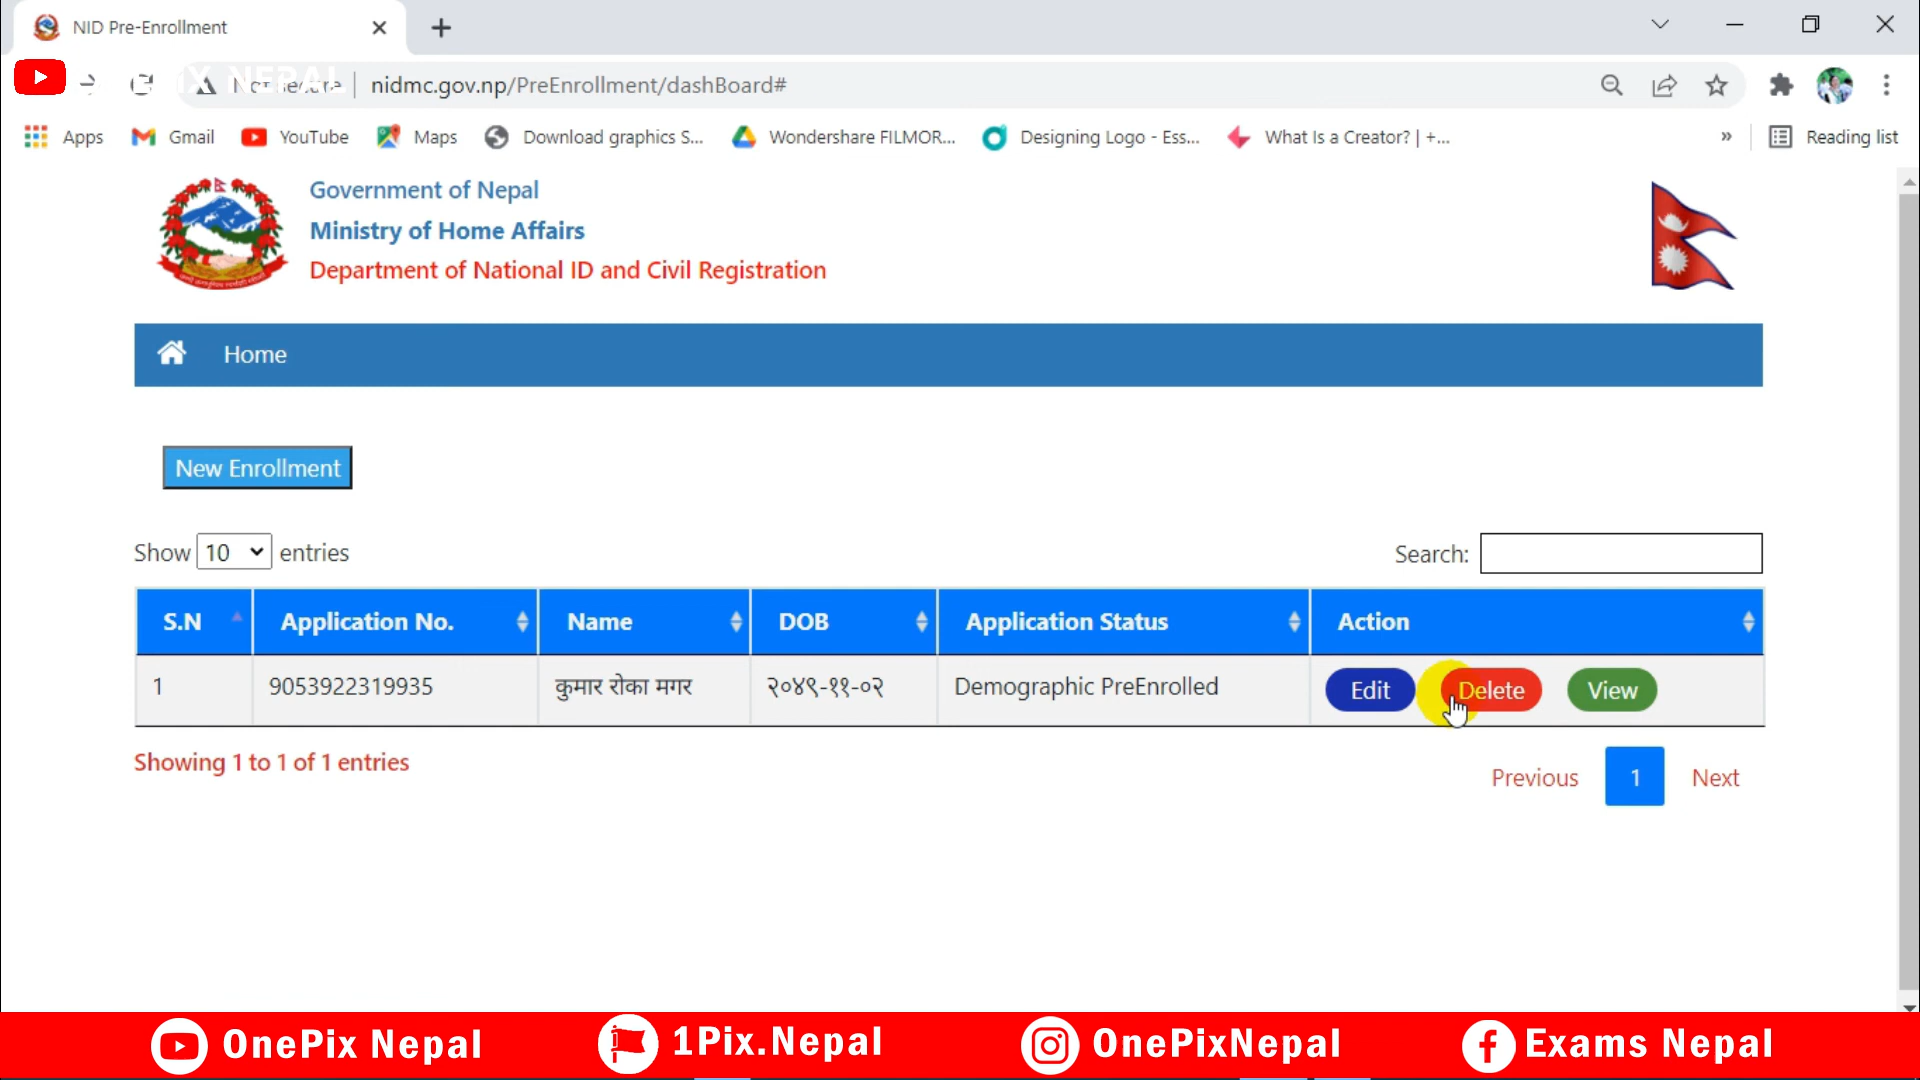 NID Pre-Enrollment
nidmc.gov.np/PreEnrollment/dashBoard#
Apps Gmail YouTube Maps Download graphics S... Wondershare FILMOR... Designing Logo - Ess... What Is a Creator? | +... » Reading list
Government of Nepal
Ministry of Home Affairs
Department of National ID and Civil Registration
Home
New Enrollment
Show 10 entries
Search:
S.N Application No. Name DOB Application Status Action
1 9053922319935 कुमार रोका मगर २०४९-११-०२ Demographic PreEnrolled Edit Delete View
Showing 1 to 1 of 1 entries
Previous 1 Next
OnePix Nepal 1Pix.Nepal OnePixNepal Exams Nepal